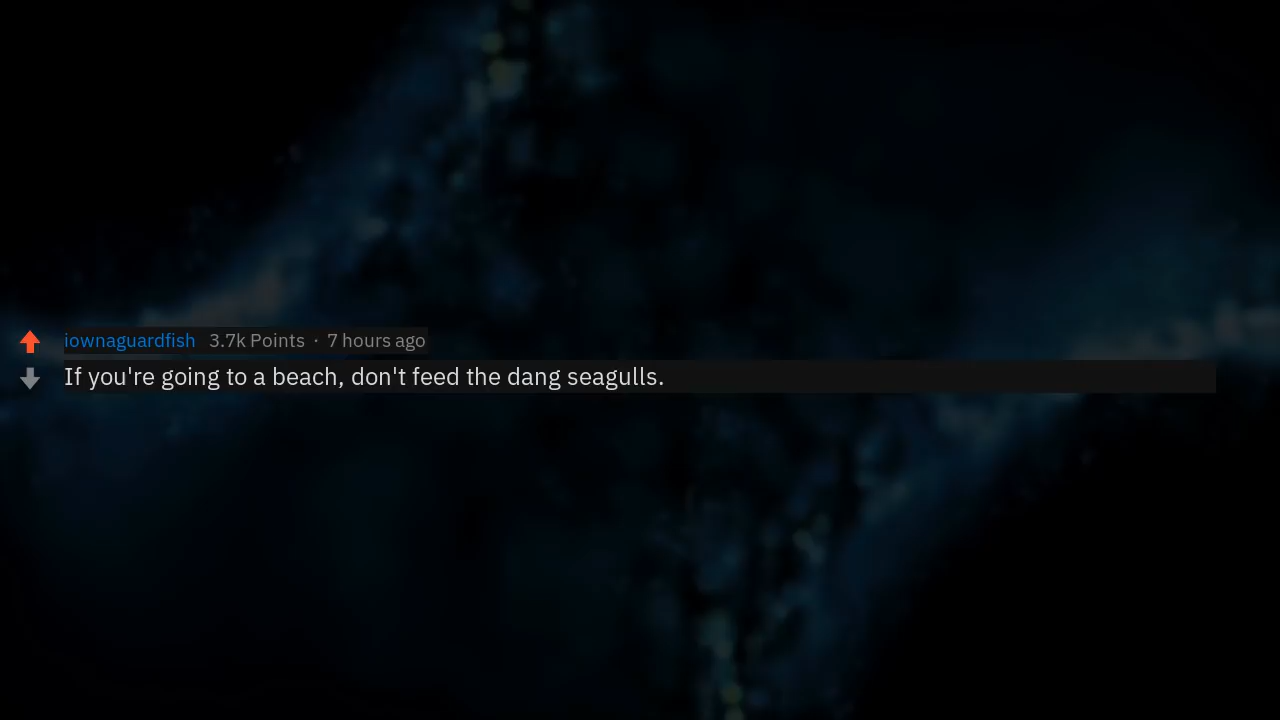 iownaguardfish 3.7k Points · 7 hours ago
If you're going to a beach, don't feed the dang seagulls.